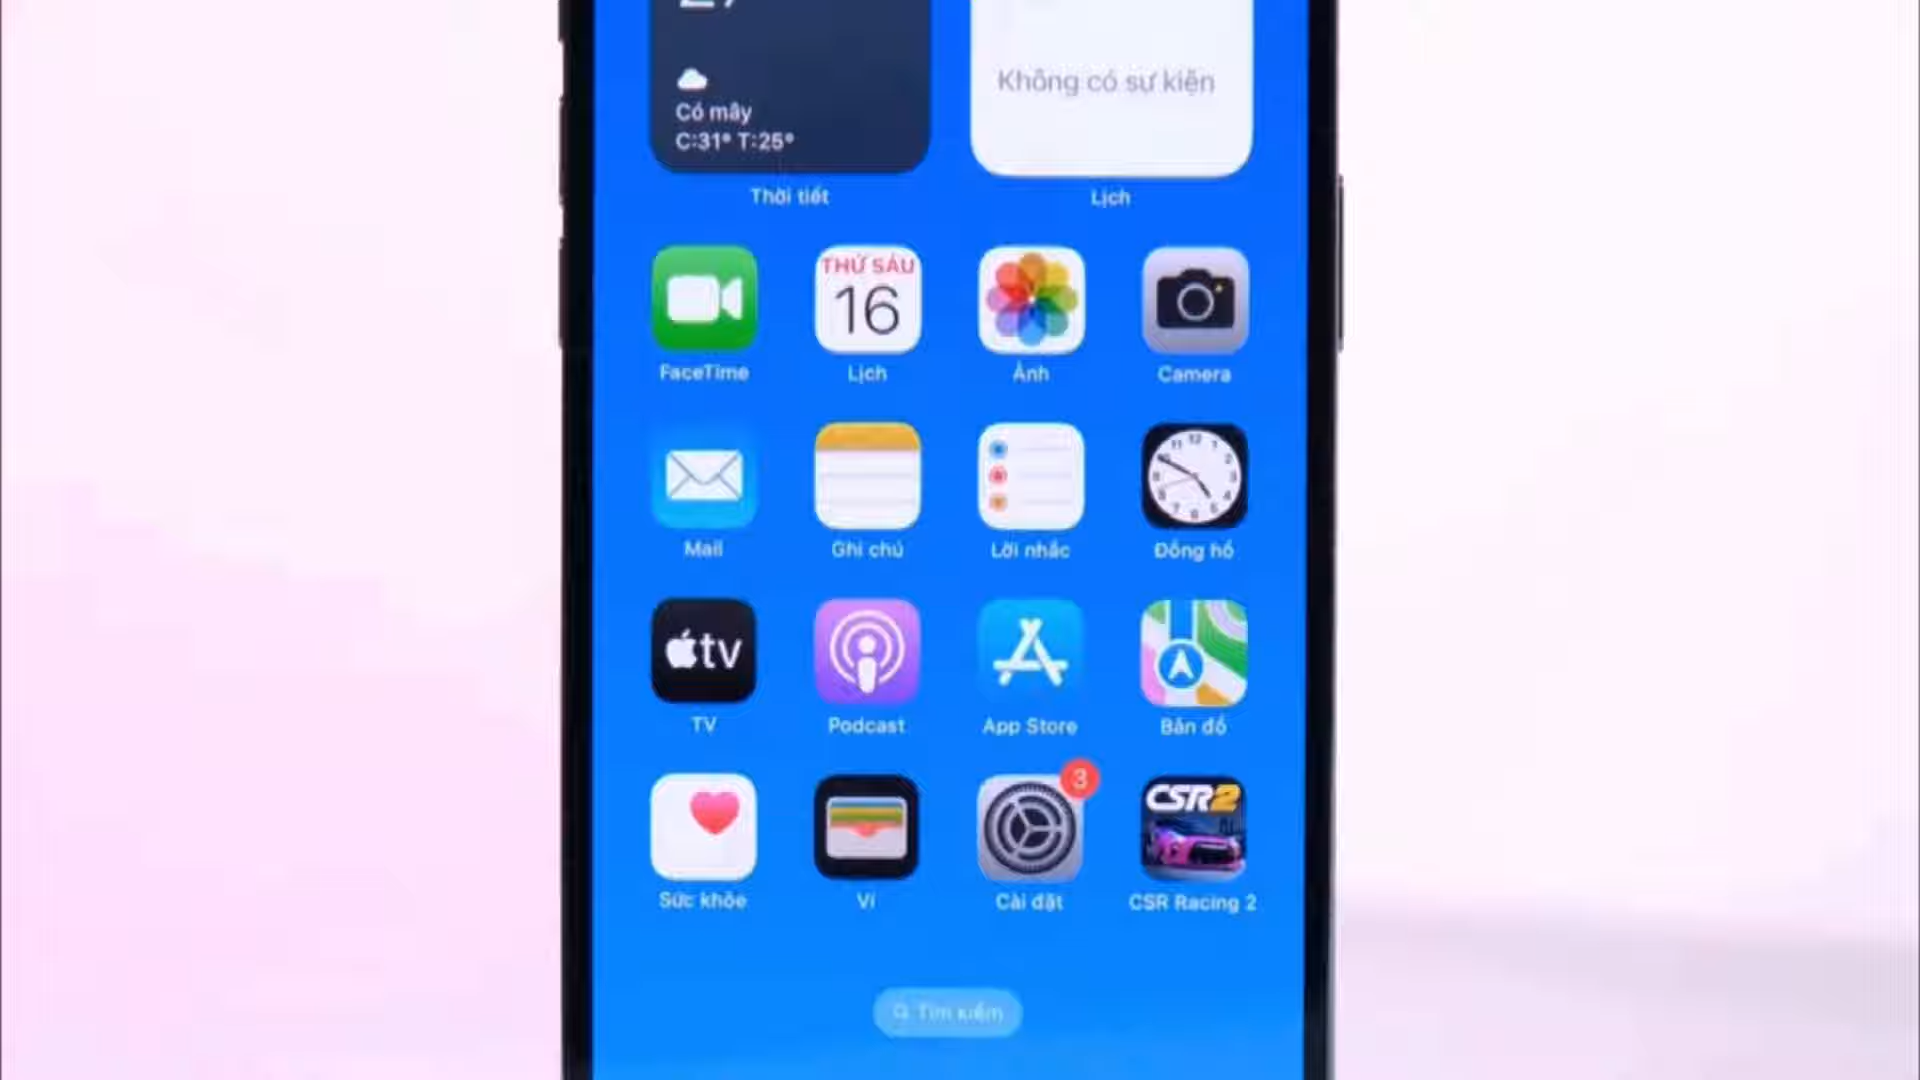 Có mây
C:31° T:25°
Không có sự kiện
Thời tiết
Lịch
THỨ SÁU
16
FaceTime
Lịch
Ảnh
Camera
Mail
Ghi chú
Lời nhắc
Đồng hồ
tv
TV
Podcast
App Store
Bản đồ
3
CSR2
Sức khỏe
Ví
Cài đặt
CSR Racing 2
Tìm kiếm